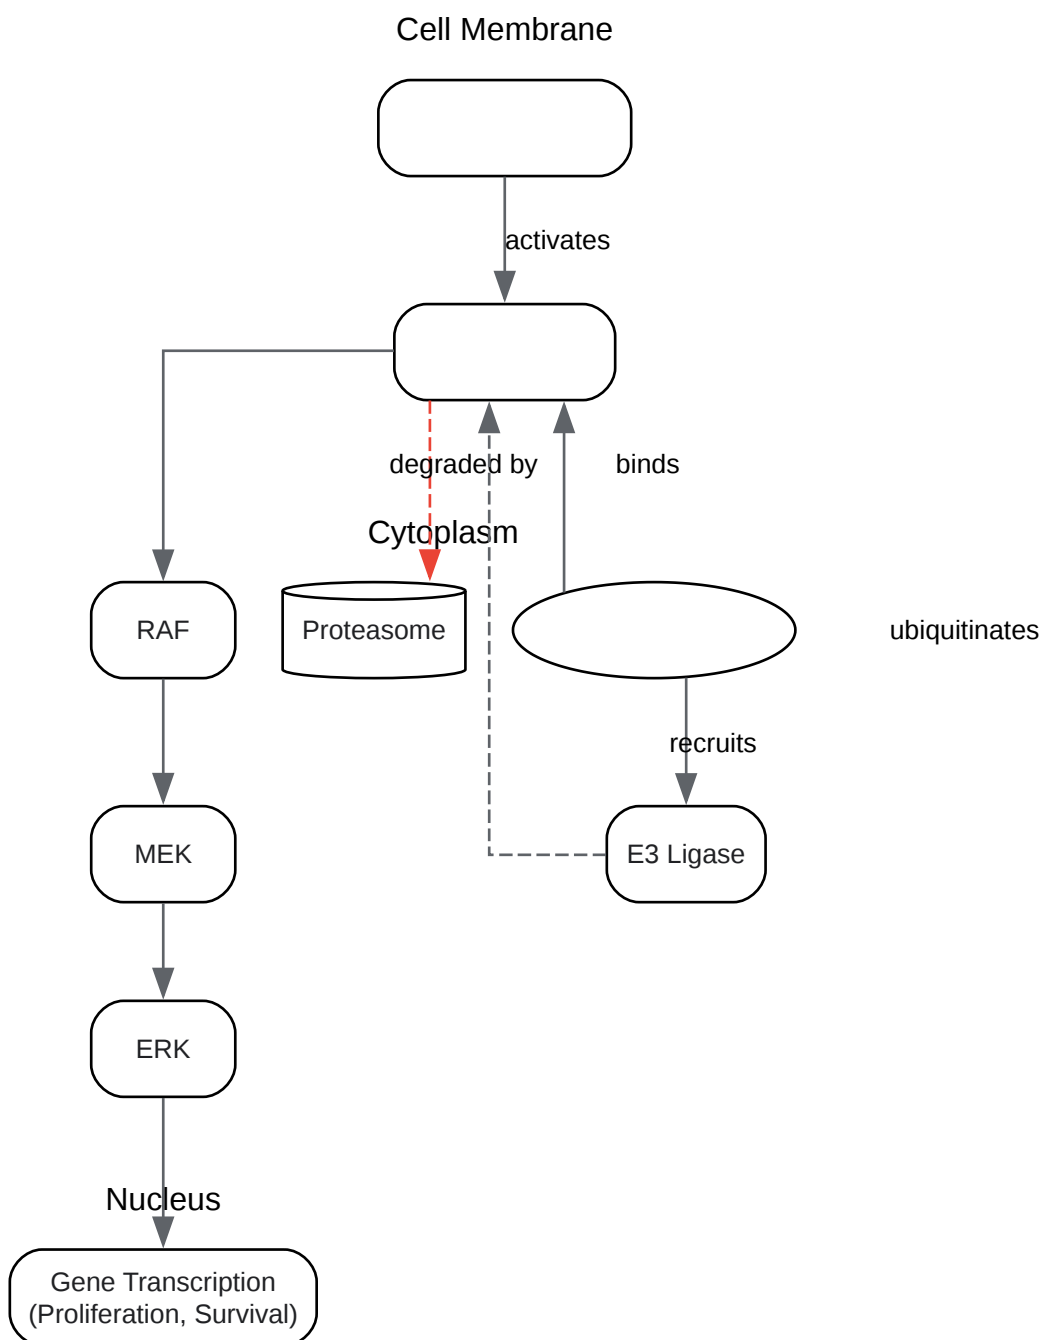 Cell Membrane
activates
degraded by
binds
Cytoplasm
RAF
Proteasome
ubiquitinates
recruits
MEK
E3 Ligase
ERK
Nucleus
Gene Transcription
(Proliferation, Survival)